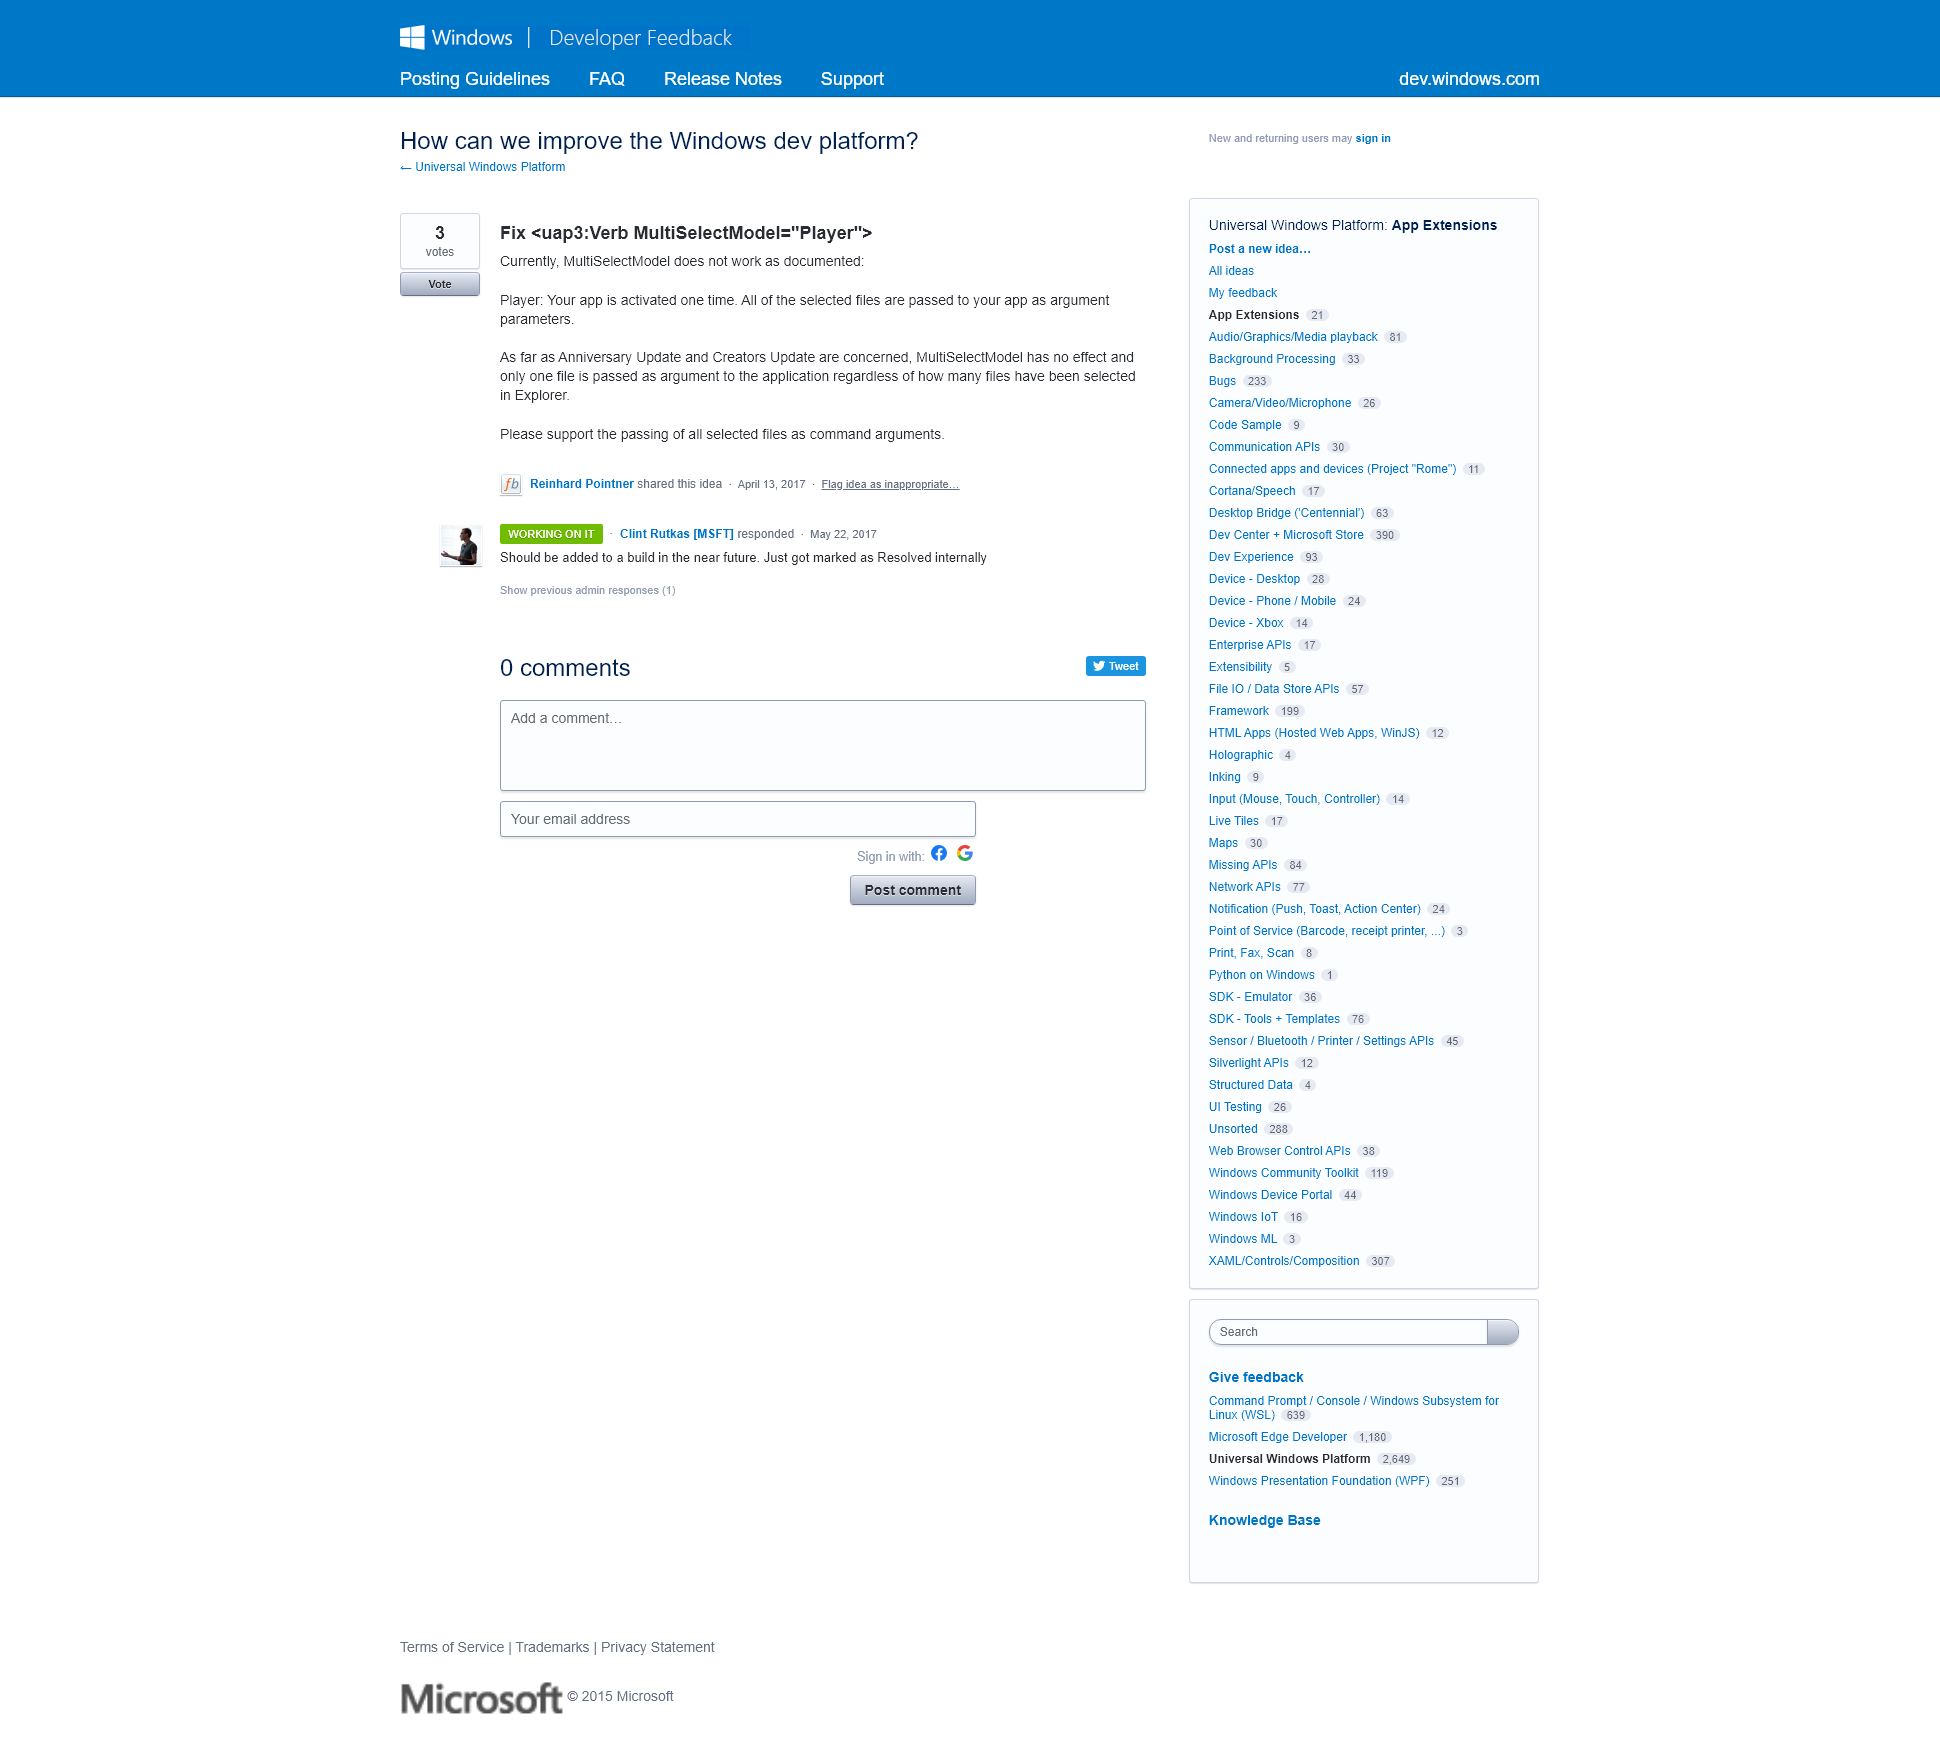 Windows | Developer Feedback
Posting Guidelines FAQ Release Notes Support dev.windows.com
How can we improve the Windows dev platform?
← Universal Windows Platform
New and returning users may sign in
3
votes
Vote
Fix <uap3:Verb MultiSelectModel="Player">
Currently, MultiSelectModel does not work as documented:
Player: Your app is activated one time. All of the selected files are passed to your app as argument
parameters.
As far as Anniversary Update and Creators Update are concerned, MultiSelectModel has no effect and
only one file is passed as argument to the application regardless of how many files have been selected
in Explorer.
Please support the passing of all selected files as command arguments.
fb Reinhard Pointner shared this idea · April 13, 2017 · Flag idea as inappropriate…
WORKING ON IT · Clint Rutkas [MSFT] responded · May 22, 2017
Should be added to a build in the near future. Just got marked as Resolved internally
Show previous admin responses (1)
0 comments
Tweet
Add a comment…
Your email address
Sign in with:
Post comment
Universal Windows Platform: App Extensions
Post a new idea…
All ideas
My feedback
App Extensions 21
Audio/Graphics/Media playback 81
Background Processing 33
Bugs 233
Camera/Video/Microphone 26
Code Sample 9
Communication APIs 30
Connected apps and devices (Project "Rome") 11
Cortana/Speech 17
Desktop Bridge ('Centennial') 63
Dev Center + Microsoft Store 390
Dev Experience 93
Device - Desktop 28
Device - Phone / Mobile 24
Device - Xbox 14
Enterprise APIs 17
Extensibility 5
File IO / Data Store APIs 57
Framework 199
HTML Apps (Hosted Web Apps, WinJS) 12
Holographic 4
Inking 9
Input (Mouse, Touch, Controller) 14
Live Tiles 17
Maps 30
Missing APIs 84
Network APIs 77
Notification (Push, Toast, Action Center) 24
Point of Service (Barcode, receipt printer, ...) 3
Print, Fax, Scan 8
Python on Windows 1
SDK - Emulator 36
SDK - Tools + Templates 76
Sensor / Bluetooth / Printer / Settings APIs 45
Silverlight APIs 12
Structured Data 4
UI Testing 26
Unsorted 288
Web Browser Control APIs 38
Windows Community Toolkit 119
Windows Device Portal 44
Windows IoT 16
Windows ML 3
XAML/Controls/Composition 307
Search
Give feedback
Command Prompt / Console / Windows Subsystem for
Linux (WSL) 639
Microsoft Edge Developer 1,180
Universal Windows Platform 2,649
Windows Presentation Foundation (WPF) 251
Knowledge Base
Terms of Service | Trademarks | Privacy Statement
Microsoft © 2015 Microsoft